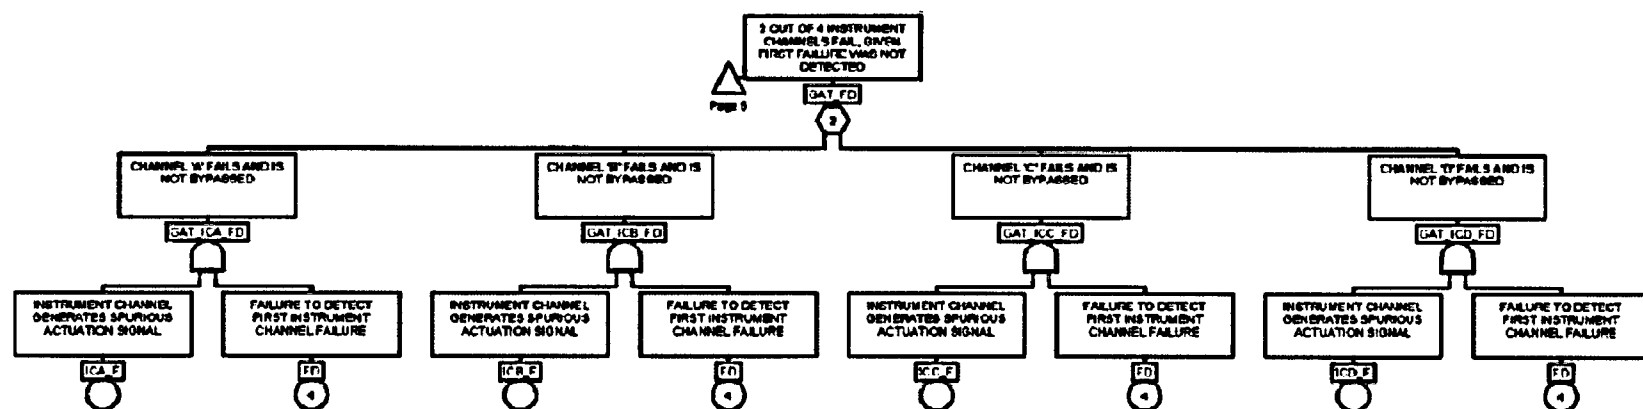 2 OUT OF 4 INSTRUMENT
CHANNELS FAIL, GIVEN
FIRST FAILURE WAS NOT
DETECTED
Page 5
GAT_FD
2
CHANNEL 'A' FAILS AND IS
NOT BYPASSED
CHANNEL 'B' FAILS AND IS
NOT BYPASSED
CHANNEL 'C' FAILS AND IS
NOT BYPASSED
CHANNEL 'D' FAILS AND IS
NOT BYPASSED
GAT_ICA_FD
GAT_ICB_FD
GAT_ICC_FD
GAT_ICD_FD
INSTRUMENT CHANNEL
GENERATES SPURIOUS
ACTUATION SIGNAL
FAILURE TO DETECT
FIRST INSTRUMENT
CHANNEL FAILURE
INSTRUMENT CHANNEL
GENERATES SPURIOUS
ACTUATION SIGNAL
FAILURE TO DETECT
FIRST INSTRUMENT
CHANNEL FAILURE
INSTRUMENT CHANNEL
GENERATES SPURIOUS
ACTUATION SIGNAL
FAILURE TO DETECT
FIRST INSTRUMENT
CHANNEL FAILURE
INSTRUMENT CHANNEL
GENERATES SPURIOUS
ACTUATION SIGNAL
FAILURE TO DETECT
FIRST INSTRUMENT
CHANNEL FAILURE
ICA_F
FD
4
ICB_F
FD
4
ICC_F
FD
4
ICD_F
FD
4